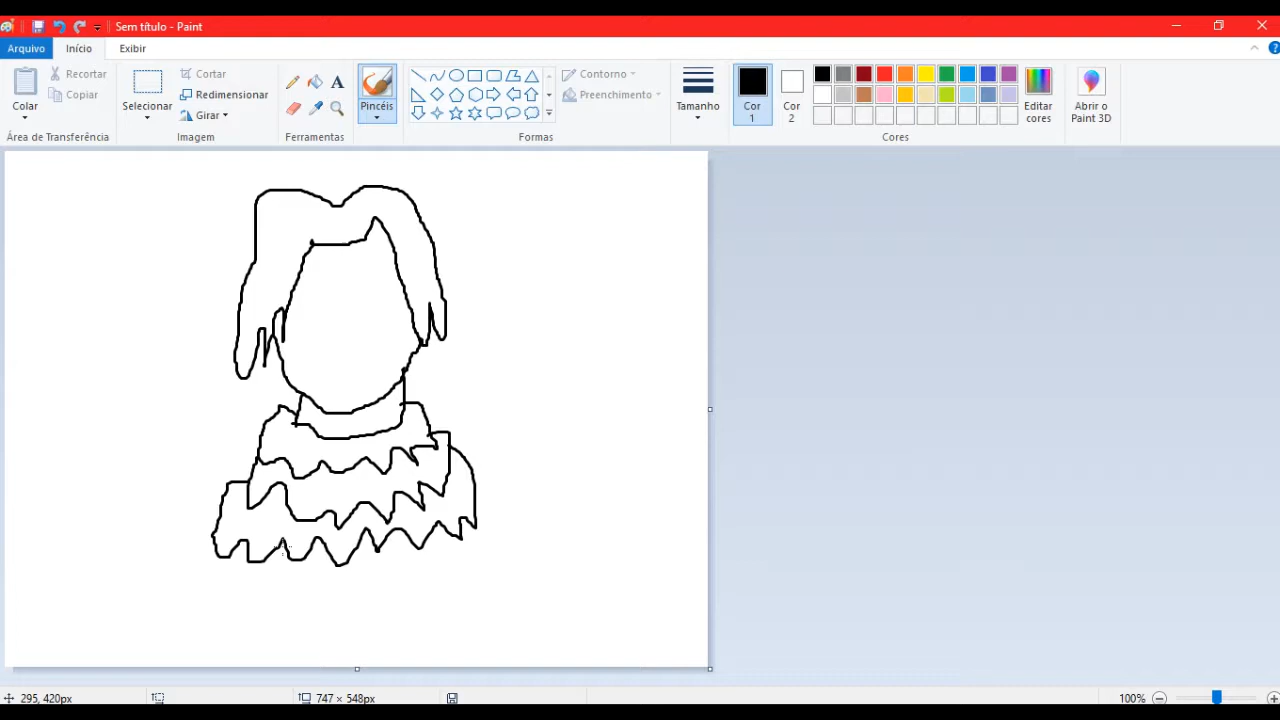 Sem título - Paint
Arquivo Início Exibir
Colar
Recortar
Copiar
Área de Transferência
Selecionar
Cortar
Redimensionar
Girar
Imagem
Ferramentas
A
Pincéis
Contorno
Preenchimento
Formas
Tamanho
Cor
1
Cor
2
Editar
cores
Cores
Abrir o
Paint 3D
?
295, 420px
747 × 548px
100%